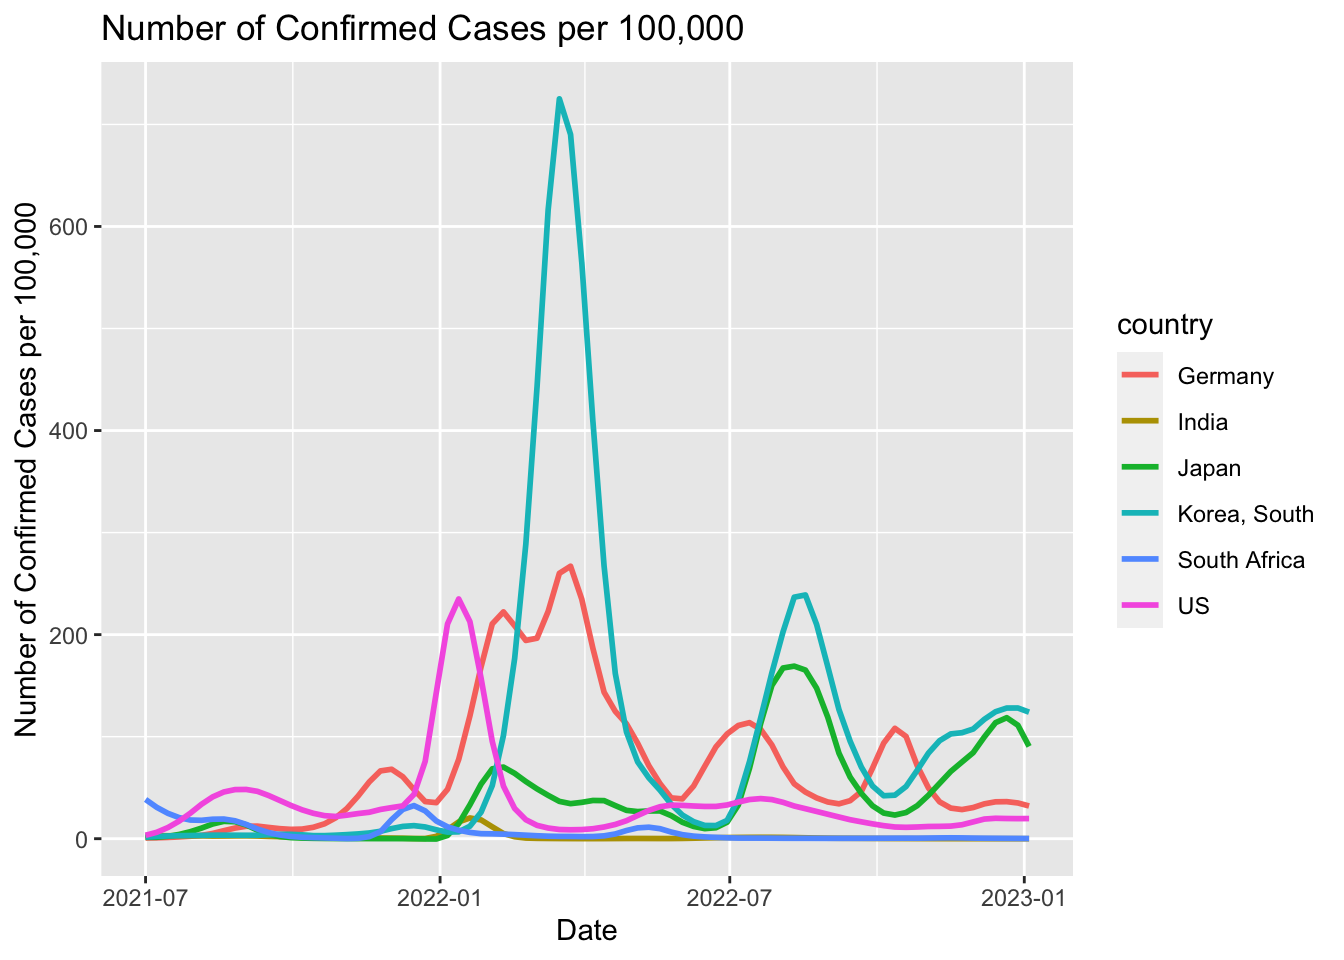 Number of Confirmed Cases per 100,000
Number of Confirmed Cases per 100,000
600
400
200
0
2021-07
2022-01
2022-07
2023-01
Date
country
Germany
India
Japan
Korea, South
South Africa
US